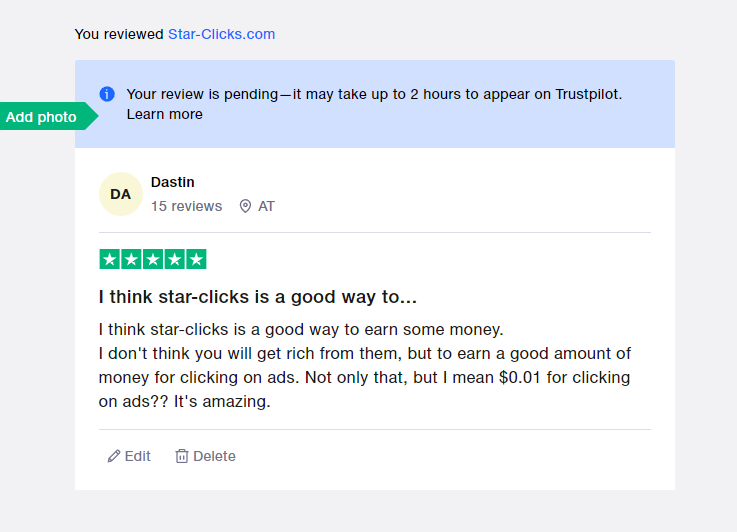 You reviewed Star-Clicks.com
Your review is pending—it may take up to 2 hours to appear on Trustpilot.
Learn more
Add photo
DA
Dastin
15 reviews AT
I think star-clicks is a good way to…
I think star-clicks is a good way to earn some money.
I don't think you will get rich from them, but to earn a good amount of
money for clicking on ads. Not only that, but I mean $0.01 for clicking
on ads?? It's amazing.
Edit Delete